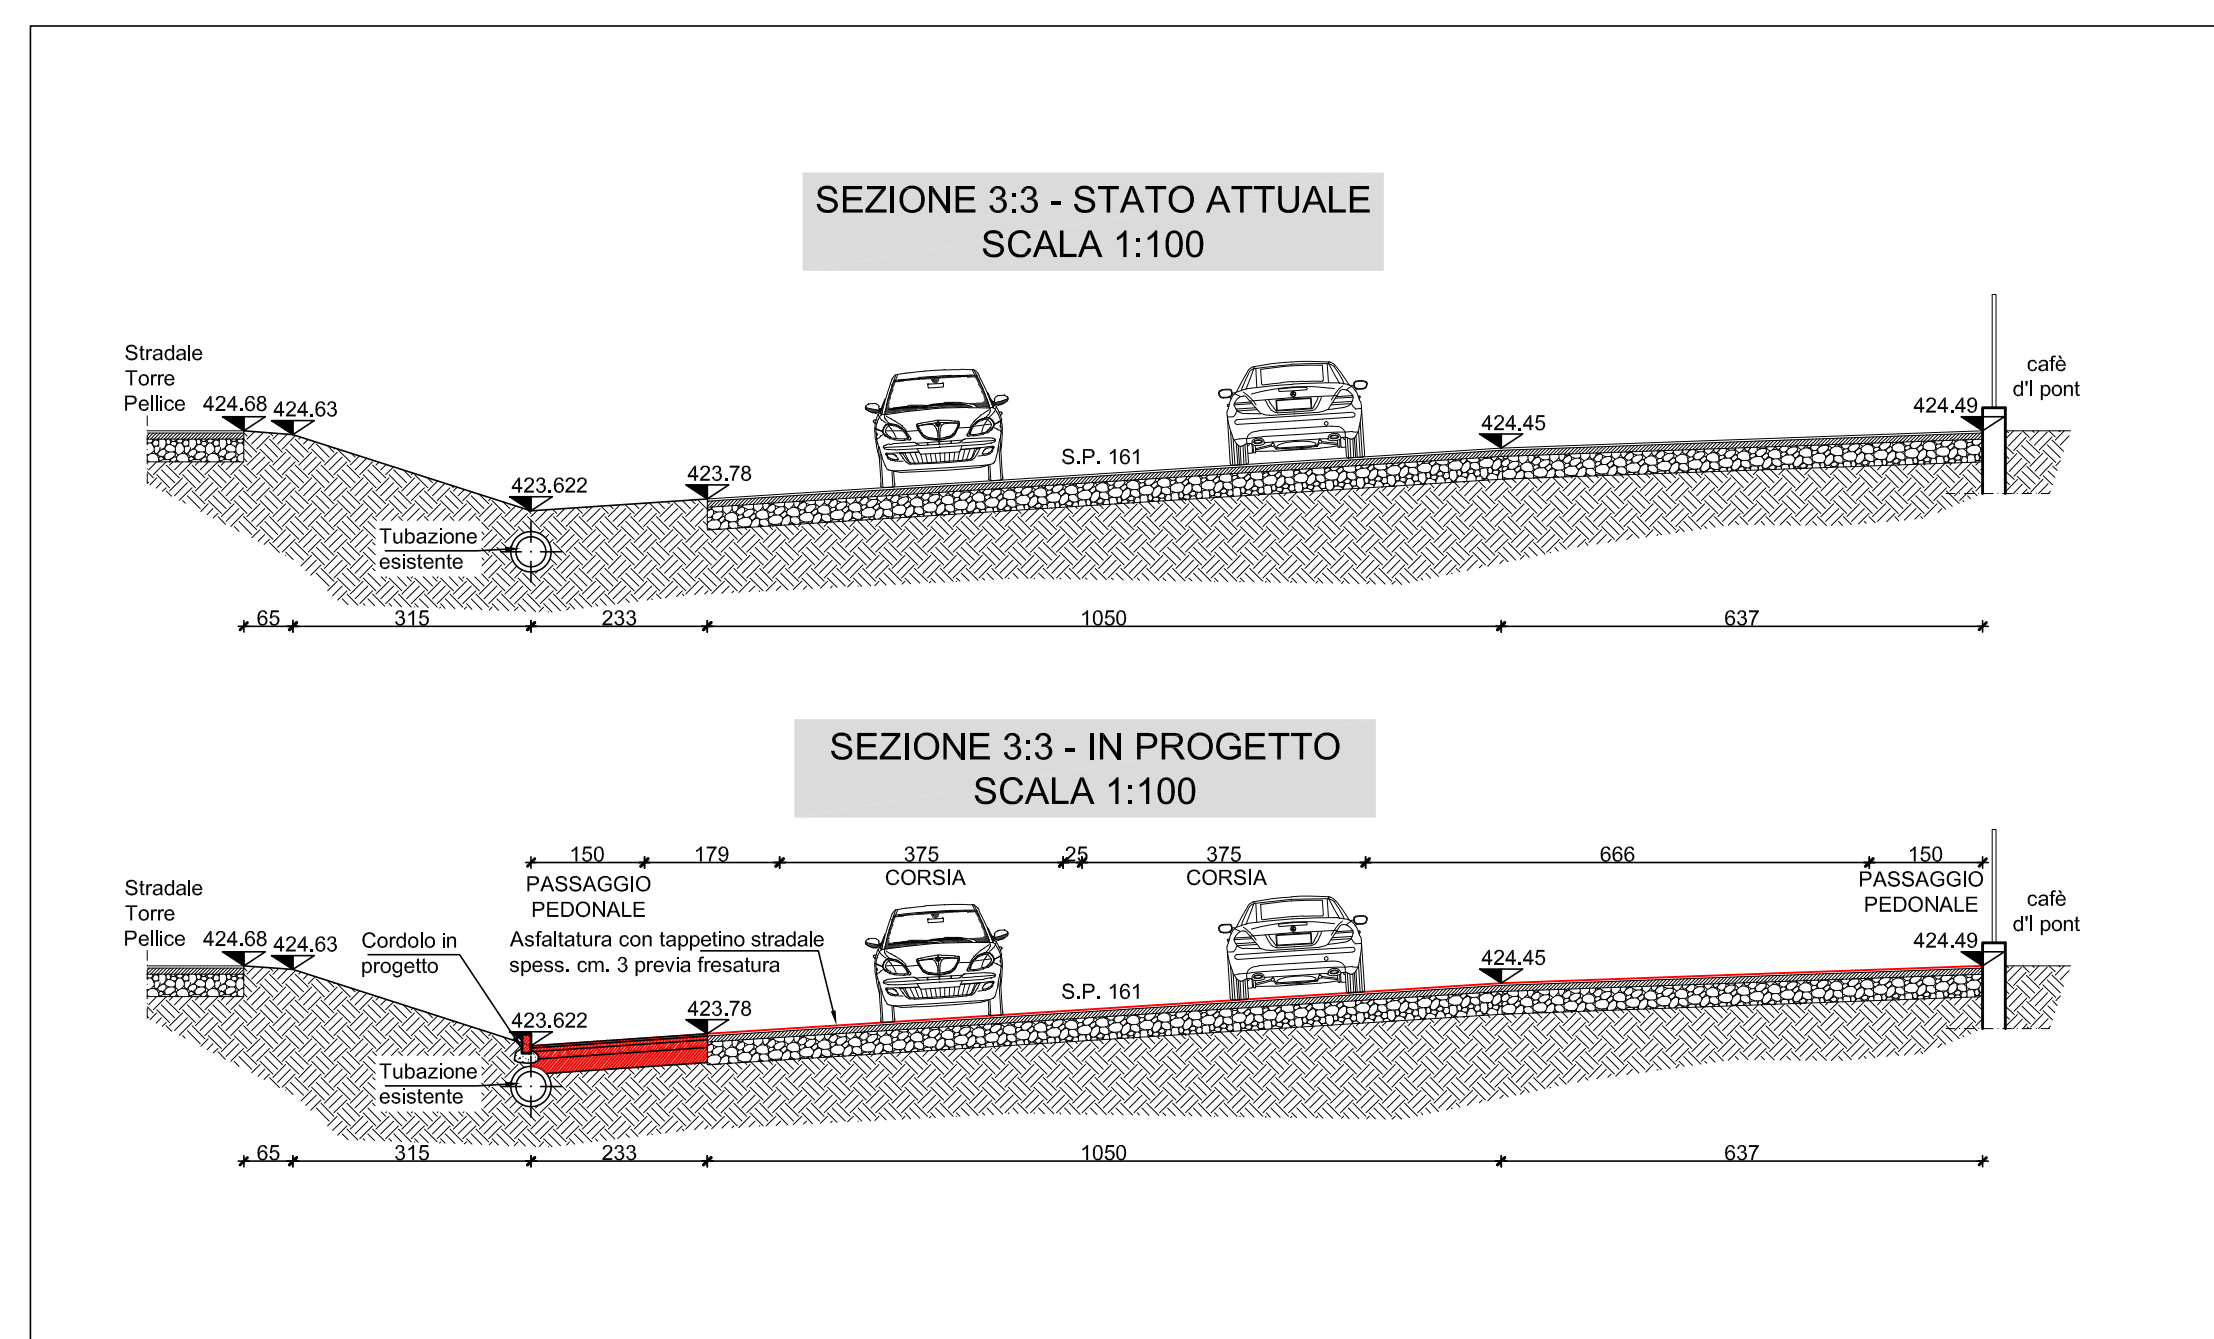 SEZIONE 3:3 - STATO ATTUALE
SCALA 1:100
Stradale
Torre
Pellice
424.68
424.63
423.622
423.78
S.P. 161
424.45
424.49
cafè
d'l pont
Tubazione
esistente
65
315
233
1050
637
SEZIONE 3:3 - IN PROGETTO
SCALA 1:100
150
179
375
25
375
666
150
PASSAGGIO
PEDONALE
CORSIA
CORSIA
PASSAGGIO
PEDONALE
Stradale
Torre
Pellice
424.68
424.63
Cordolo in
progetto
Asfaltatura con tappetino stradale
spess. cm. 3 previa fresatura
423.622
423.78
S.P. 161
424.45
424.49
cafè
d'l pont
Tubazione
esistente
65
315
233
1050
637